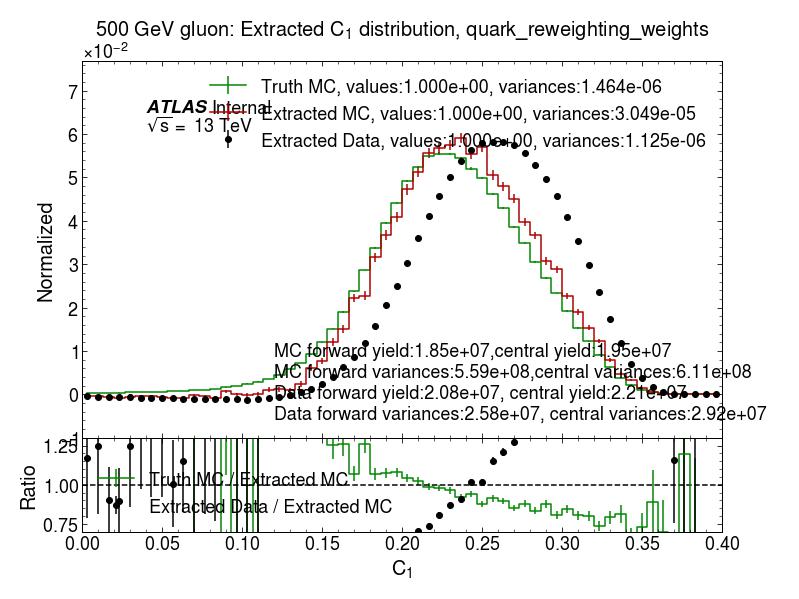 500 GeV gluon: Extracted C1 distribution, quark_reweighting_weights
×10−2
Truth MC, values:1.000e+00, variances:1.464e-06
ATLAS Internal
Extracted MC, values:1.000e+00, variances:3.049e-05
√s = 13 TeV
Extracted Data, values:1.000e+00, variances:1.125e-06
Normalized
7
6
5
4
3
2
1
0
MC forward yield:1.85e+07,central yield:1.95e+07
MC forward variances:5.59e+08,central variances:6.11e+08
Data forward yield:2.08e+07, central yield:2.21e+07
Data forward variances:2.58e+07, central variances:2.92e+07
Ratio
1.25
1.00
0.75
Truth MC / Extracted MC
Extracted Data / Extracted MC
0.00 0.05 0.10 0.15 0.20 0.25 0.30 0.35 0.40
C1